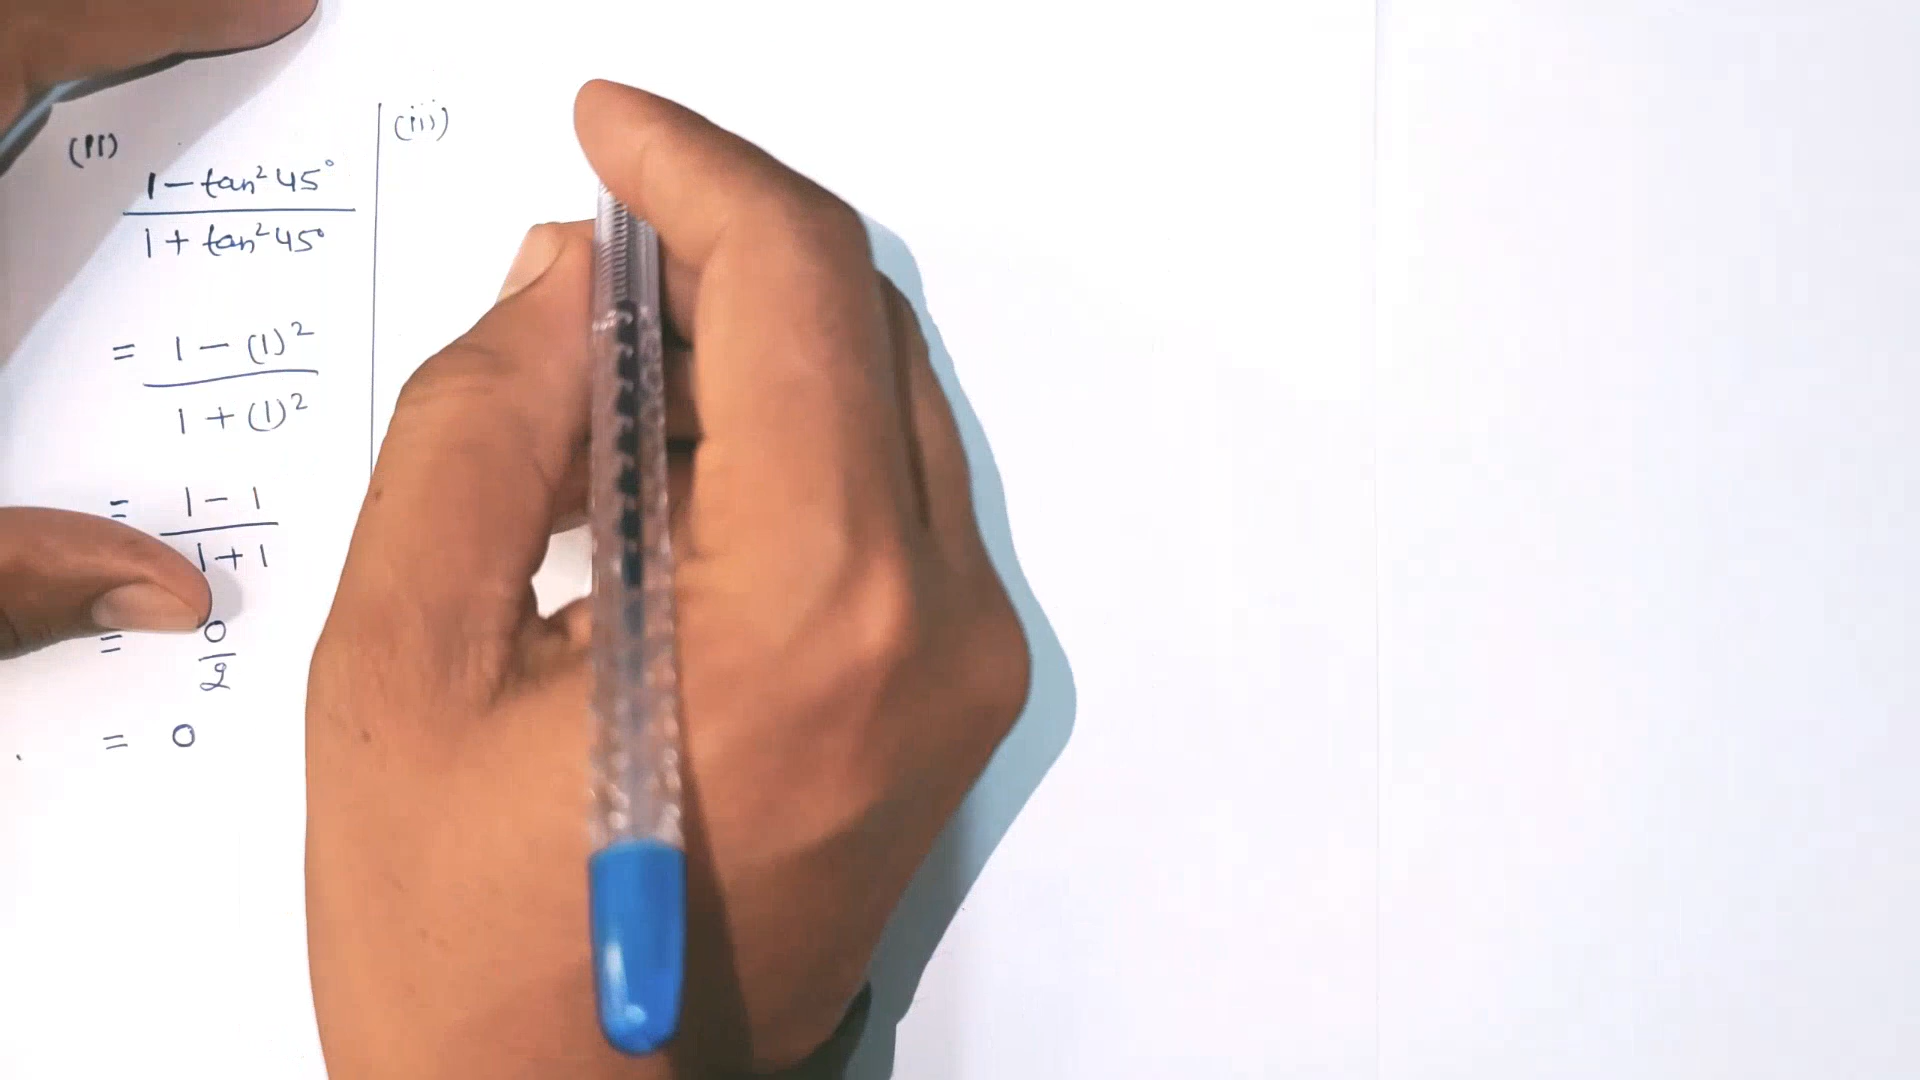 (ii)
1 - tan² 45°
1 + tan² 45°
= 1 - (1)²
1 + (1)²
= 1 - 1
1 + 1
= 0
2
= 0
(iii)